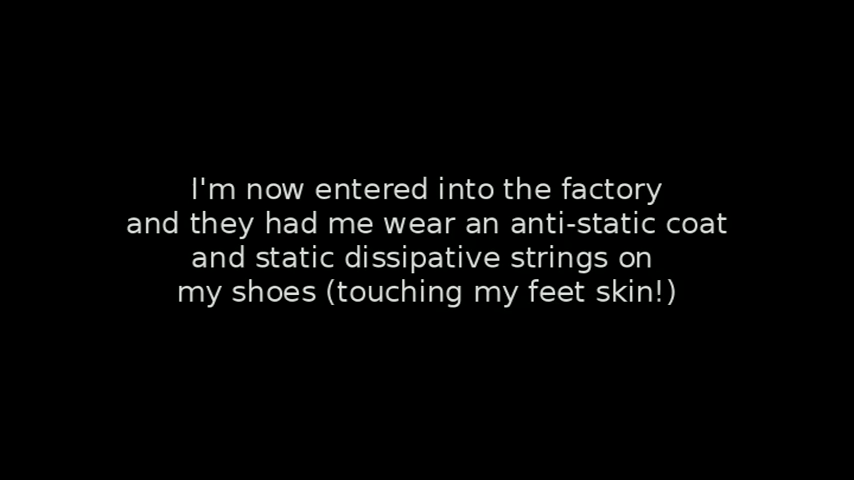 I'm now entered into the factory
and they had me wear an anti-static coat
and static dissipative strings on
my shoes (touching my feet skin!)